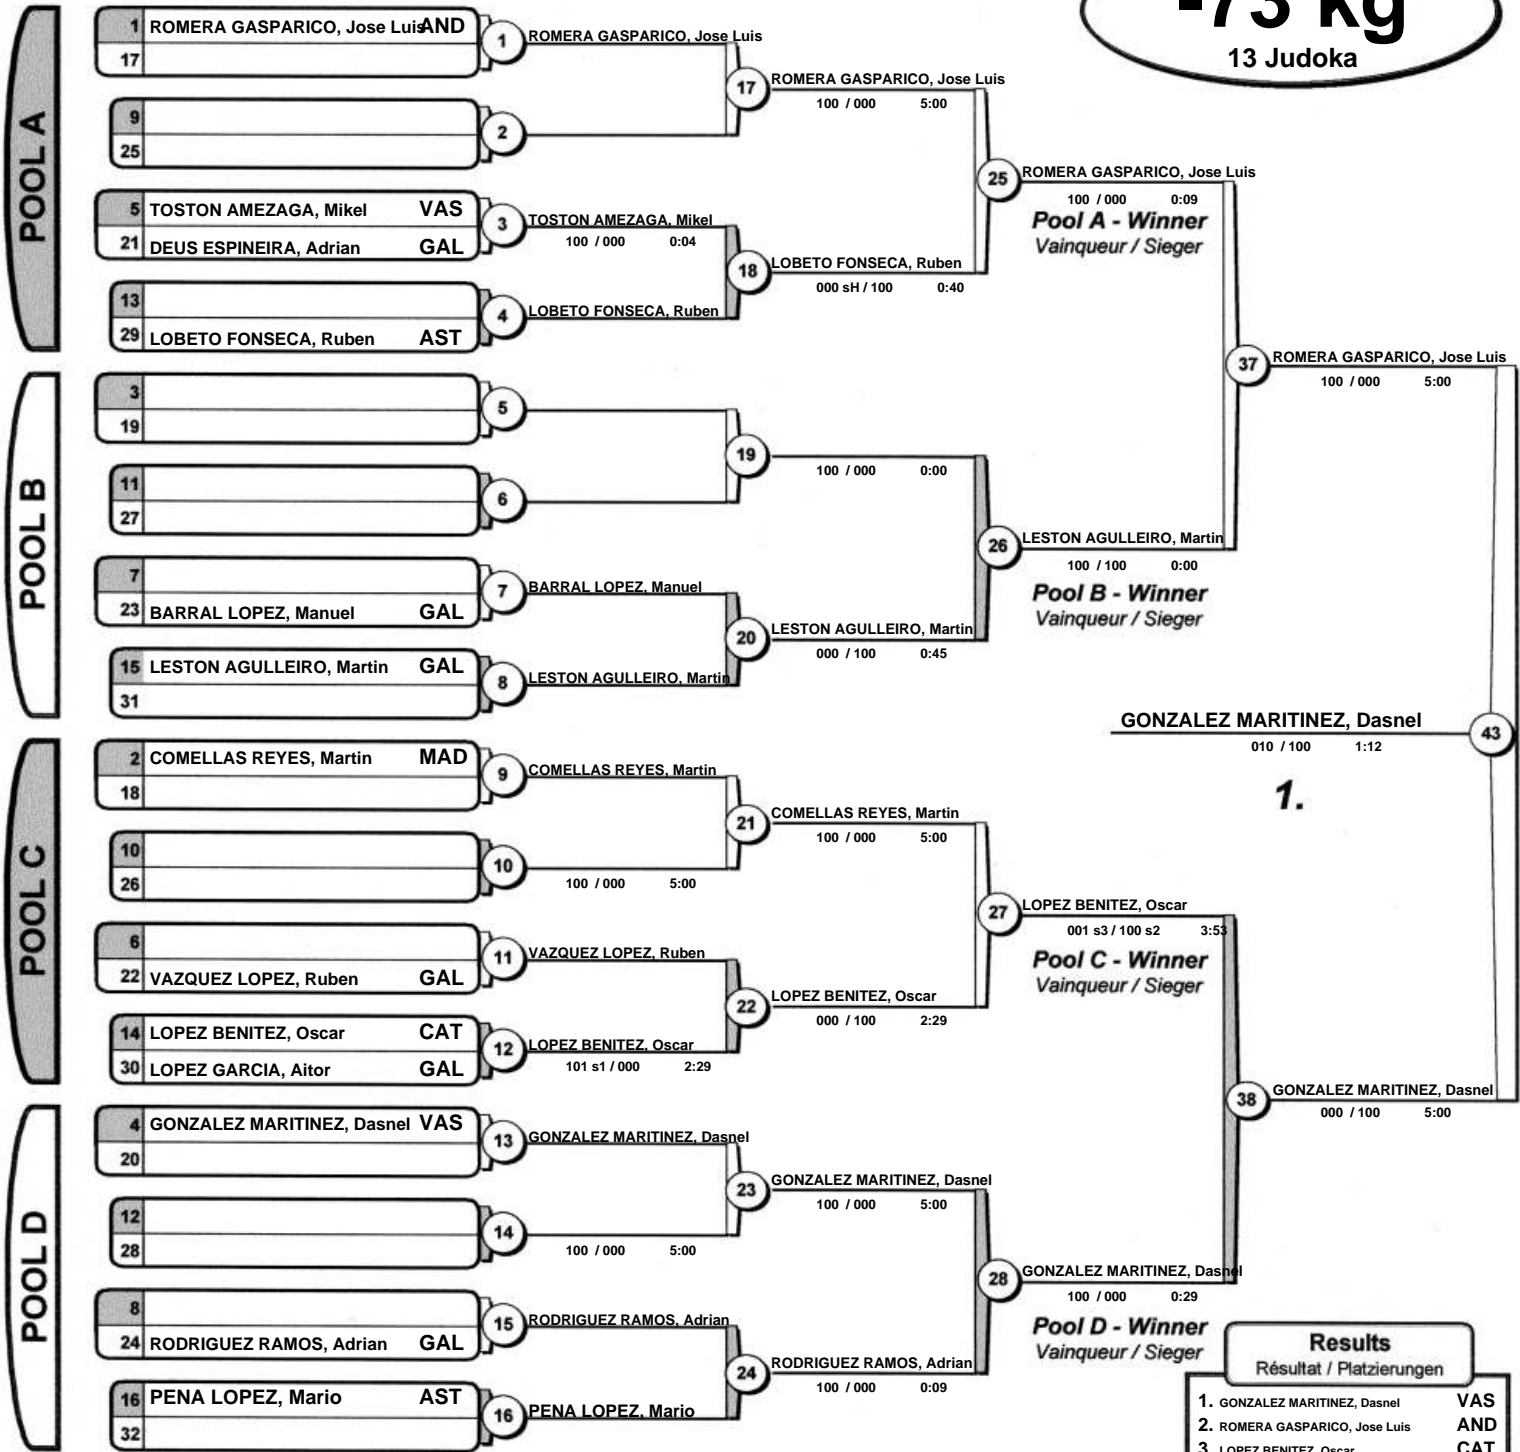 -73 kg
13 Judoka
POOL A
1 ROMERA GASPARICO, Jose Luis AND
17
1 ROMERA GASPARICO, Jose Luis
9
25
2
17 ROMERA GASPARICO, Jose Luis
100 / 000 5:00
5 TOSTON AMEZAGA, Mikel VAS
21 DEUS ESPINEIRA, Adrian GAL
3 TOSTON AMEZAGA, Mikel
100 / 000 0:04
13
29 LOBETO FONSECA, Ruben AST
4 LOBETO FONSECA, Ruben
18 LOBETO FONSECA, Ruben
000 sH / 100 0:40
25 ROMERA GASPARICO, Jose Luis
100 / 000 0:09
Pool A - Winner
Vainqueur / Sieger
POOL B
3
19
5
11
27
6
19
100 / 000 0:00
7
23 BARRAL LOPEZ, Manuel GAL
7 BARRAL LOPEZ, Manuel
15 LESTON AGULLEIRO, Martin GAL
31
8 LESTON AGULLEIRO, Martin
20 LESTON AGULLEIRO, Martin
000 / 100 0:45
26 LESTON AGULLEIRO, Martin
100 / 100 0:00
Pool B - Winner
Vainqueur / Sieger
37 ROMERA GASPARICO, Jose Luis
100 / 000 5:00
GONZALEZ MARITINEZ, Dasnel 43
010 / 100 1:12
1.
POOL C
2 COMELLAS REYES, Martin MAD
18
9 COMELLAS REYES, Martin
10
26
10
100 / 000 5:00
21 COMELLAS REYES, Martin
100 / 000 5:00
6
22 VAZQUEZ LOPEZ, Ruben GAL
11 VAZQUEZ LOPEZ, Ruben
14 LOPEZ BENITEZ, Oscar CAT
30 LOPEZ GARCIA, Aitor GAL
12 LOPEZ BENITEZ, Oscar
101 s1 / 000 2:29
22 LOPEZ BENITEZ, Oscar
000 / 100 2:29
27 LOPEZ BENITEZ, Oscar
001 s3 / 100 s2 3:53
Pool C - Winner
Vainqueur / Sieger
POOL D
4 GONZALEZ MARITINEZ, Dasnel VAS
20
13 GONZALEZ MARITINEZ, Dasnel
12
28
14
100 / 000 5:00
23 GONZALEZ MARITINEZ, Dasnel
100 / 000 5:00
8
24 RODRIGUEZ RAMOS, Adrian GAL
15 RODRIGUEZ RAMOS, Adrian
16 PENA LOPEZ, Mario AST
32
16 PENA LOPEZ, Mario
24 RODRIGUEZ RAMOS, Adrian
100 / 000 0:09
28 GONZALEZ MARITINEZ, Dasnel
100 / 000 0:29
Pool D - Winner
Vainqueur / Sieger
38 GONZALEZ MARITINEZ, Dasnel
000 / 100 5:00
Results
Résultat / Platzierungen
1. GONZALEZ MARITINEZ, Dasnel VAS
2. ROMERA GASPARICO, Jose Luis AND
3. LOPEZ BENITEZ, Oscar CAT